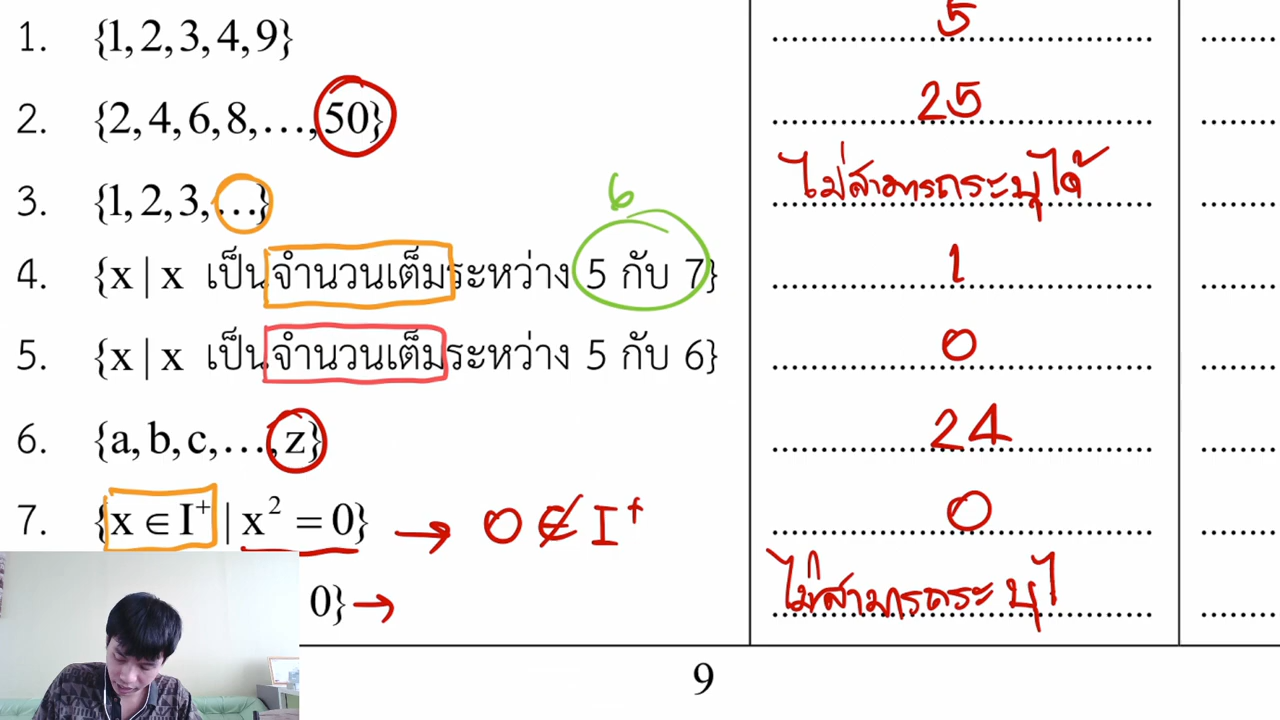 1. {1, 2, 3, 4, 9} 5
2. {2, 4, 6, 8, ..., 50} 25
3. {1, 2, 3, ...} ไม่สามารถระบุได้
6
4. {x | x เป็นจำนวนเต็มระหว่าง 5 กับ 7} 1
5. {x | x เป็นจำนวนเต็มระหว่าง 5 กับ 6} 0
6. {a, b, c, ..., z} 24
7. {x ∈ I⁺ | x² = 0} → 0 ∉ I⁺ 0
0} → ไม่สามารถระบุไ
9